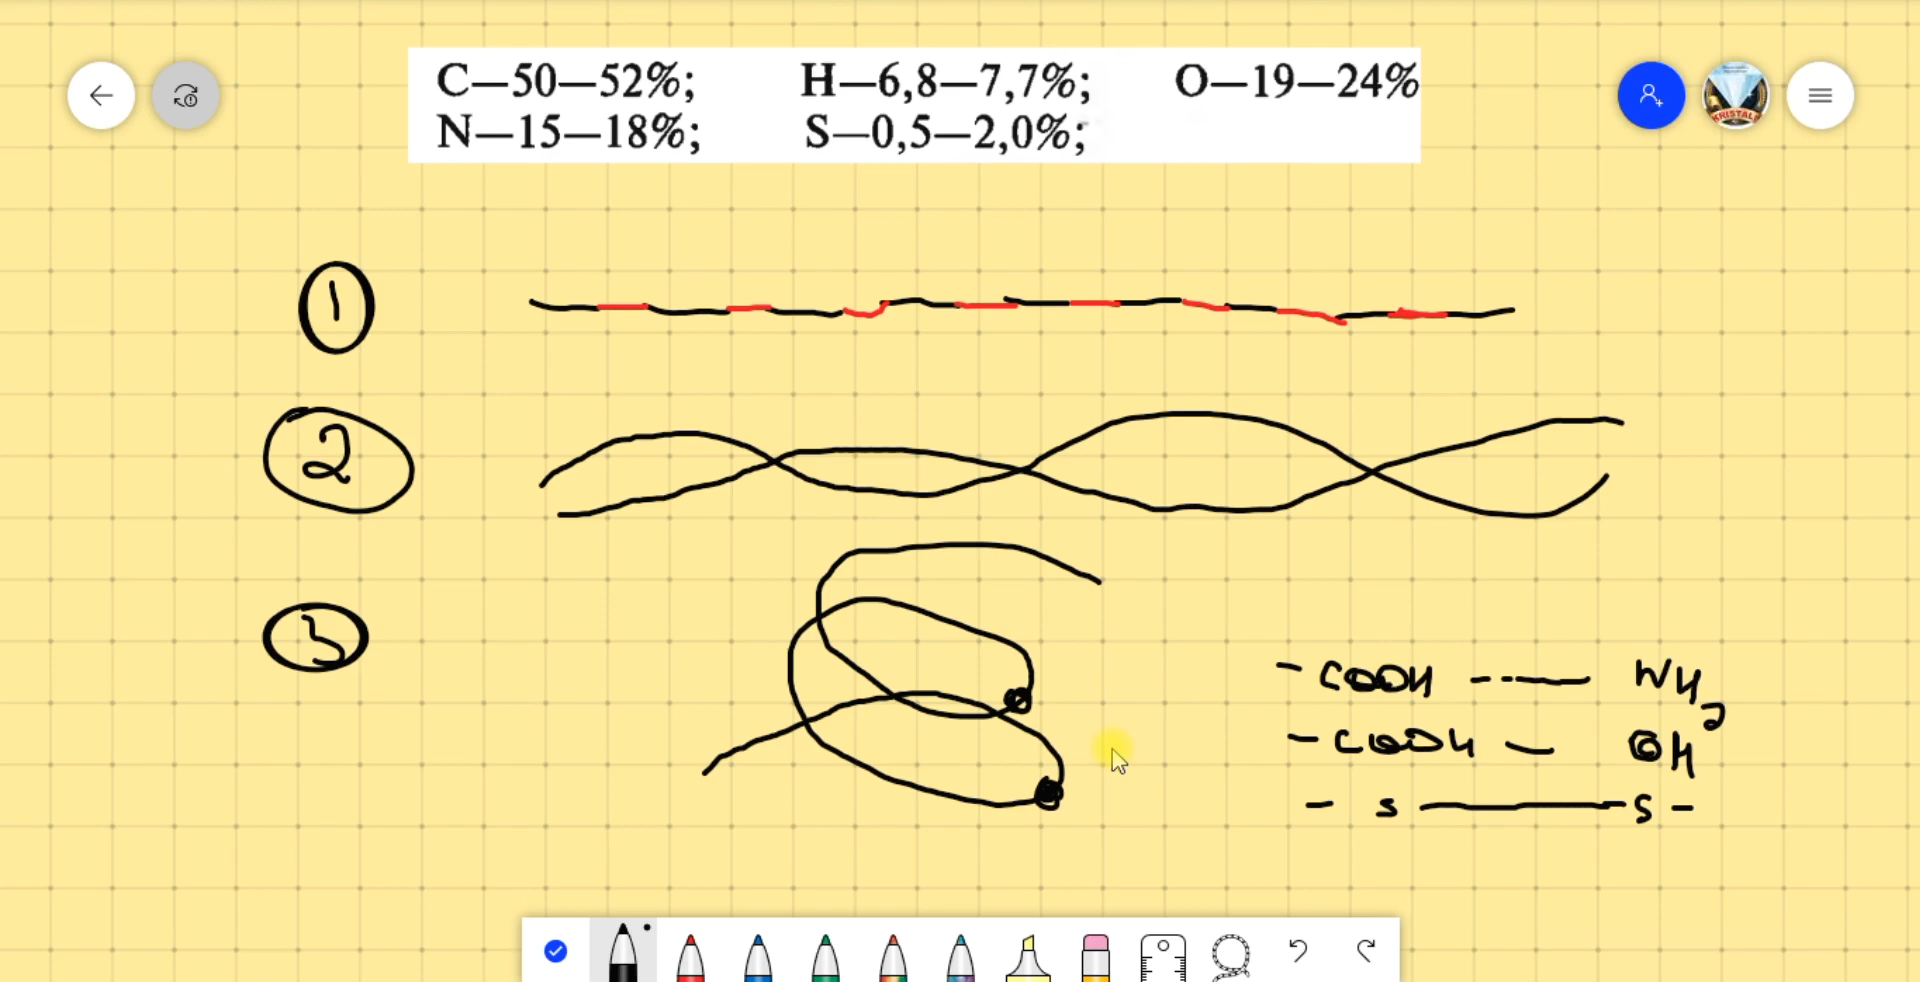 C—50—52%; H—6,8—7,7%; O—19—24%
N—15—18%; S—0,5—2,0%;
KRISTALL
1
2
3
- COOH ---— NH2
- COOH — OH
- S — S -